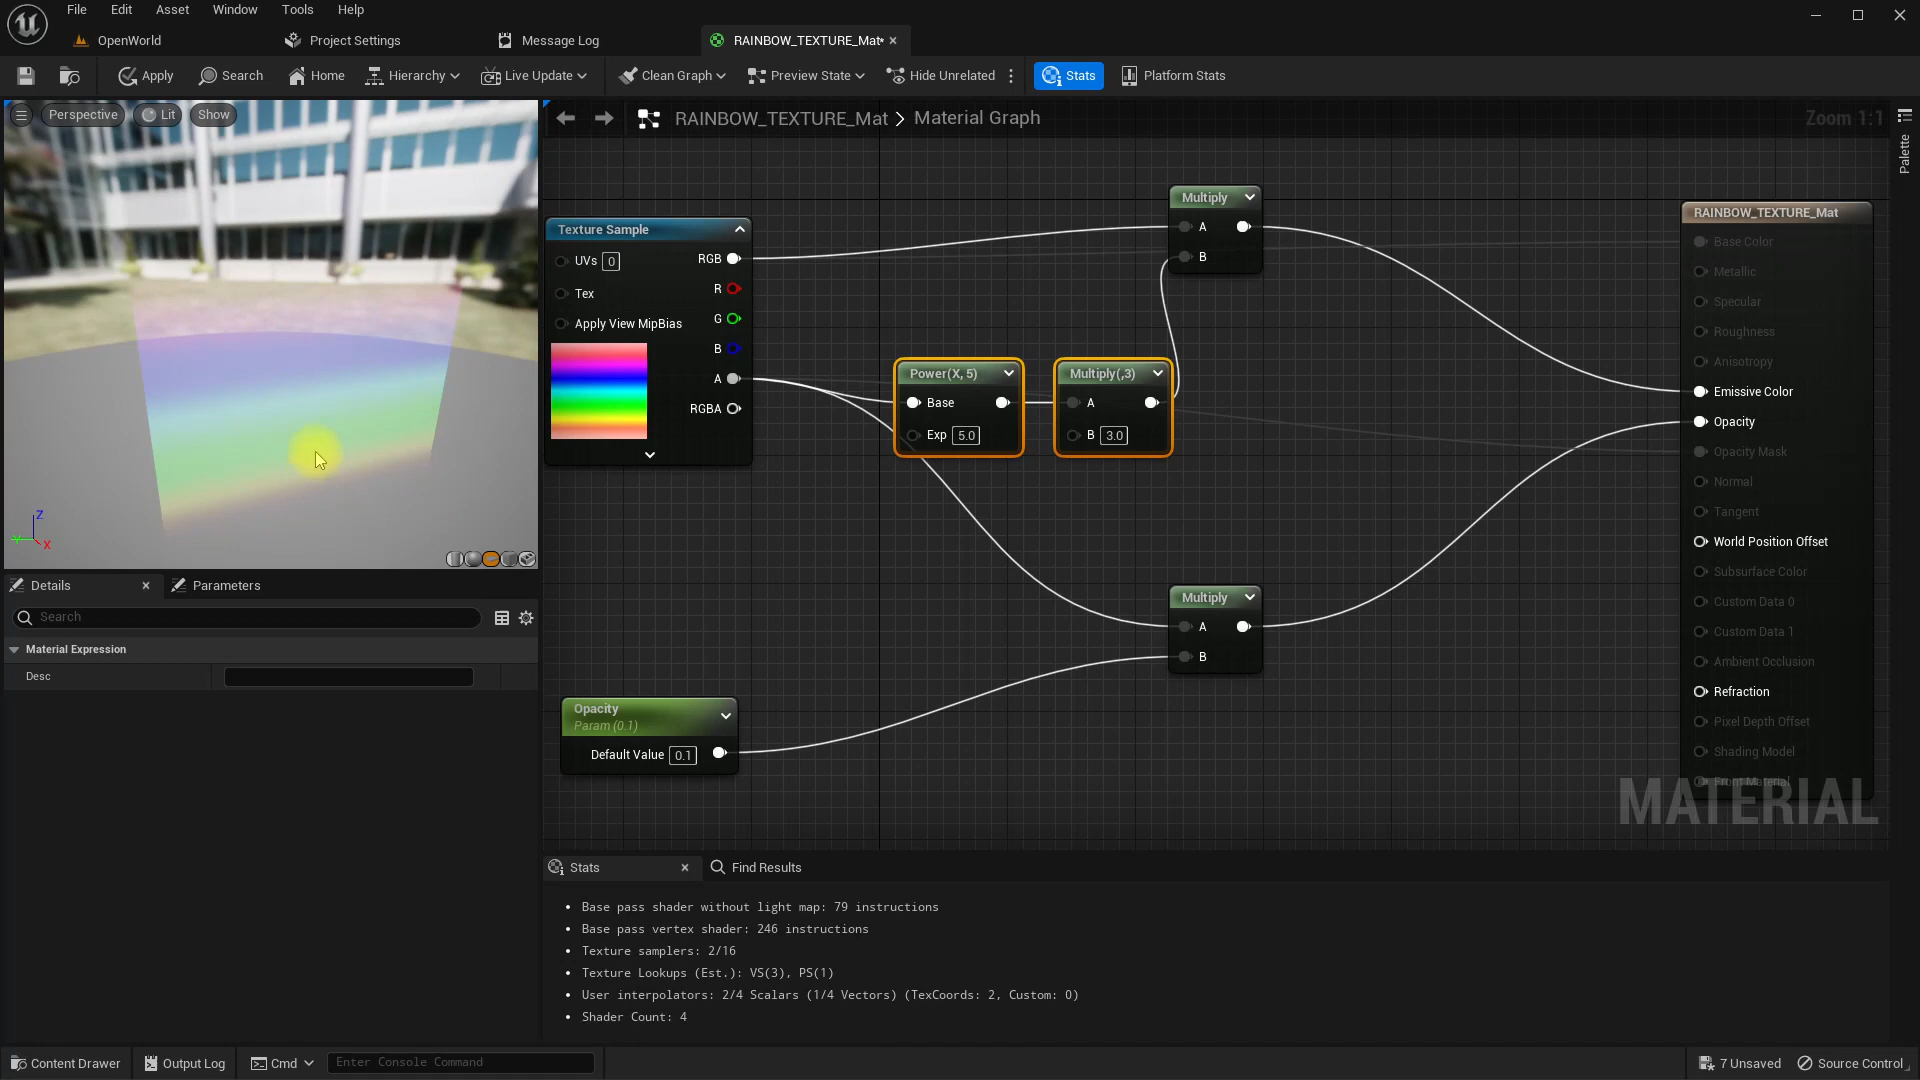 File Edit Asset Window Tools Help
OpenWorld Project Settings Message Log RAINBOW_TEXTURE_Mat*
Apply Search Home Hierarchy Live Update Clean Graph Preview State Hide Unrelated Stats Platform Stats
Perspective Lit Show
RAINBOW_TEXTURE_Mat > Material Graph
Zoom 1:1
Palette
Texture Sample
UVs 0
Tex
Apply View MipBias
RGB
R
G
B
A
RGBA
Multiply
A
B
Power(X, 5)
Base
Exp 5.0
Multiply(,3)
A
B 3.0
Multiply
A
B
Opacity
Param (0.1)
Default Value 0.1
RAINBOW_TEXTURE_Mat
Base Color
Metallic
Specular
Roughness
Anisotropy
Emissive Color
Opacity
Opacity Mask
Normal
Tangent
World Position Offset
Subsurface Color
Custom Data 0
Custom Data 1
Ambient Occlusion
Refraction
Pixel Depth Offset
Shading Model
Front Material
MATERIAL
Z
Y
X
Details Parameters
Search
Material Expression
Desc
Stats Find Results
• Base pass shader without light map: 79 instructions
• Base pass vertex shader: 246 instructions
• Texture samplers: 2/16
• Texture Lookups (Est.): VS(3), PS(1)
• User interpolators: 2/4 Scalars (1/4 Vectors) (TexCoords: 2, Custom: 0)
• Shader Count: 4
Content Drawer Output Log Cmd Enter Console Command 7 Unsaved Source Control